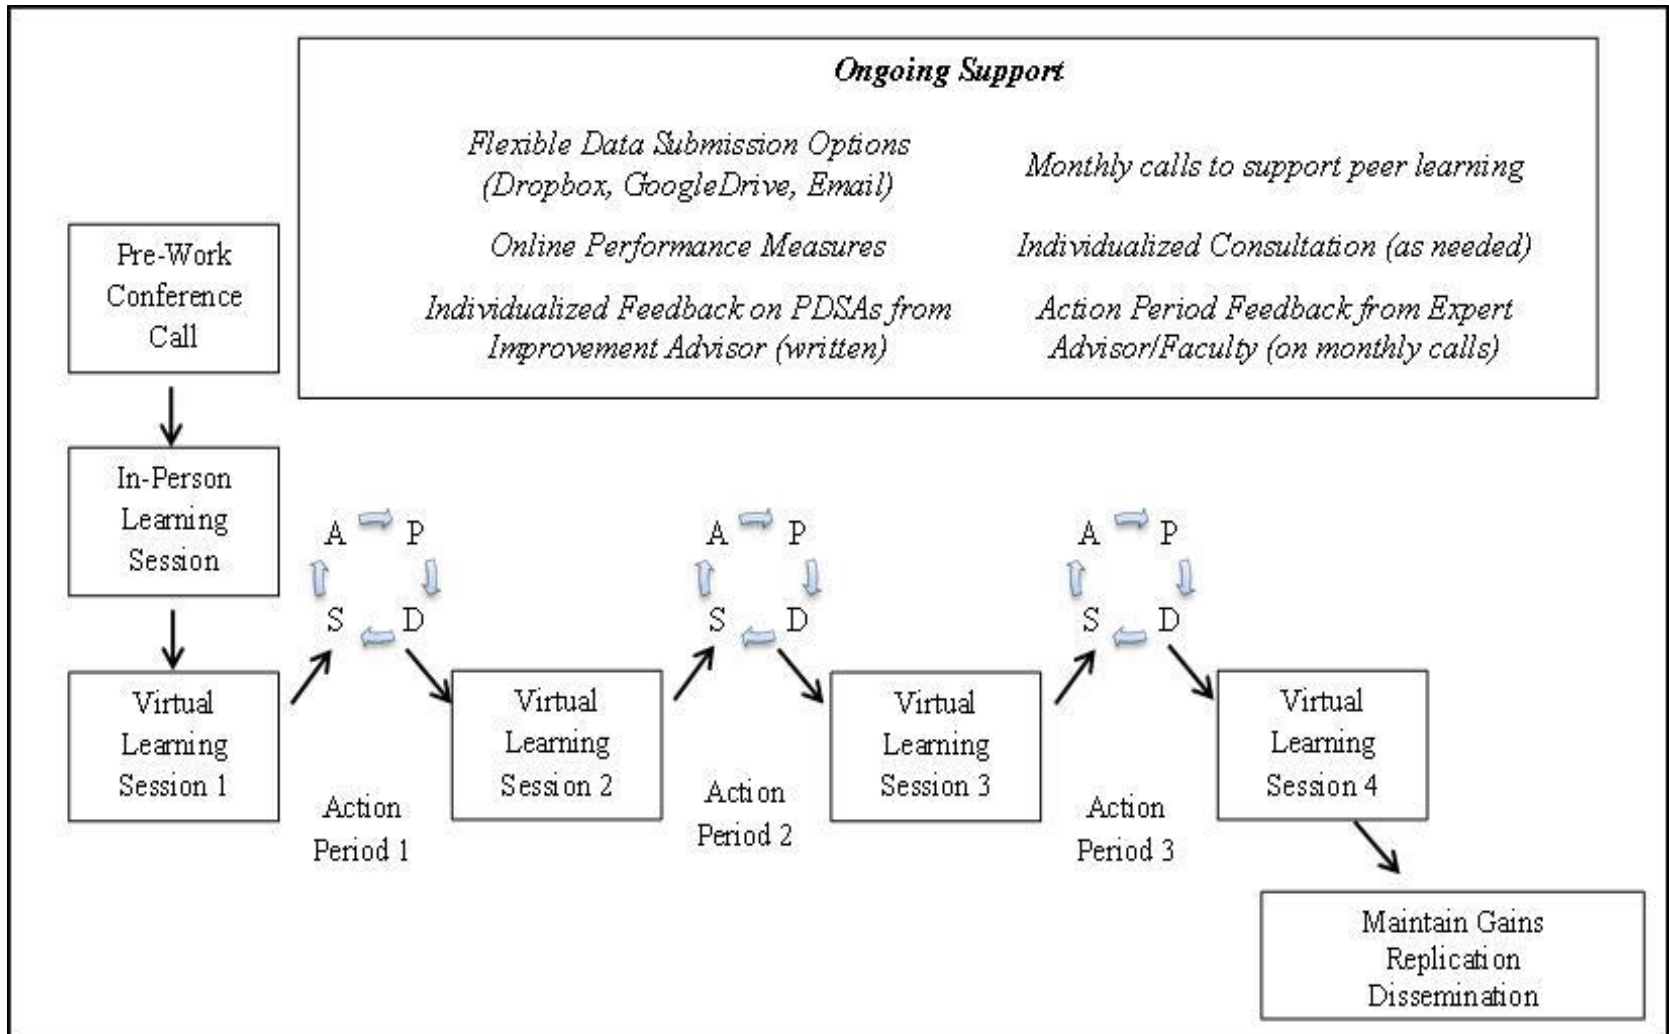 Ongoing Support
Flexible Data Submission Options
(Dropbox, GoogleDrive, Email)
Monthly calls to support peer learning
Online Performance Measures
Individualized Consultation (as needed)
Individualized Feedback on PDSAs from
Improvement Advisor (written)
Action Period Feedback from Expert
Advisor/Faculty (on monthly calls)
Pre-Work
Conference
Call
In-Person
Learning
Session
Virtual
Learning
Session 1
A P
S D
Action
Period 1
Virtual
Learning
Session 2
A P
S D
Action
Period 2
Virtual
Learning
Session 3
A P
S D
Action
Period 3
Virtual
Learning
Session 4
Maintain Gains
Replication
Dissemination